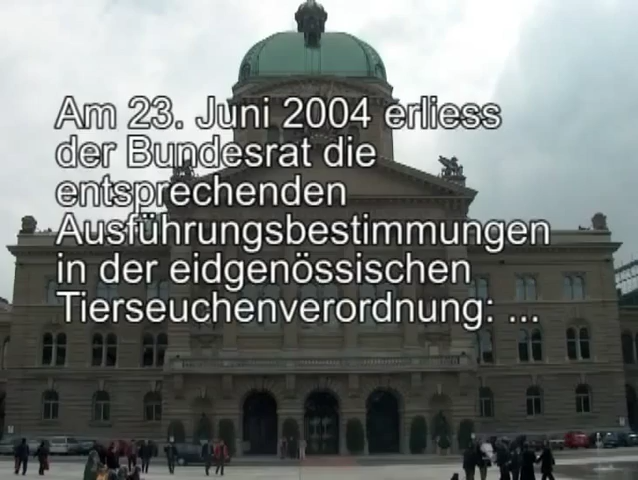 Am 23. Juni 2004 erliess
der Bundesrat die
entsprechenden
Ausführungsbestimmungen
in der eidgenössischen
Tierseuchenverordnung: ...